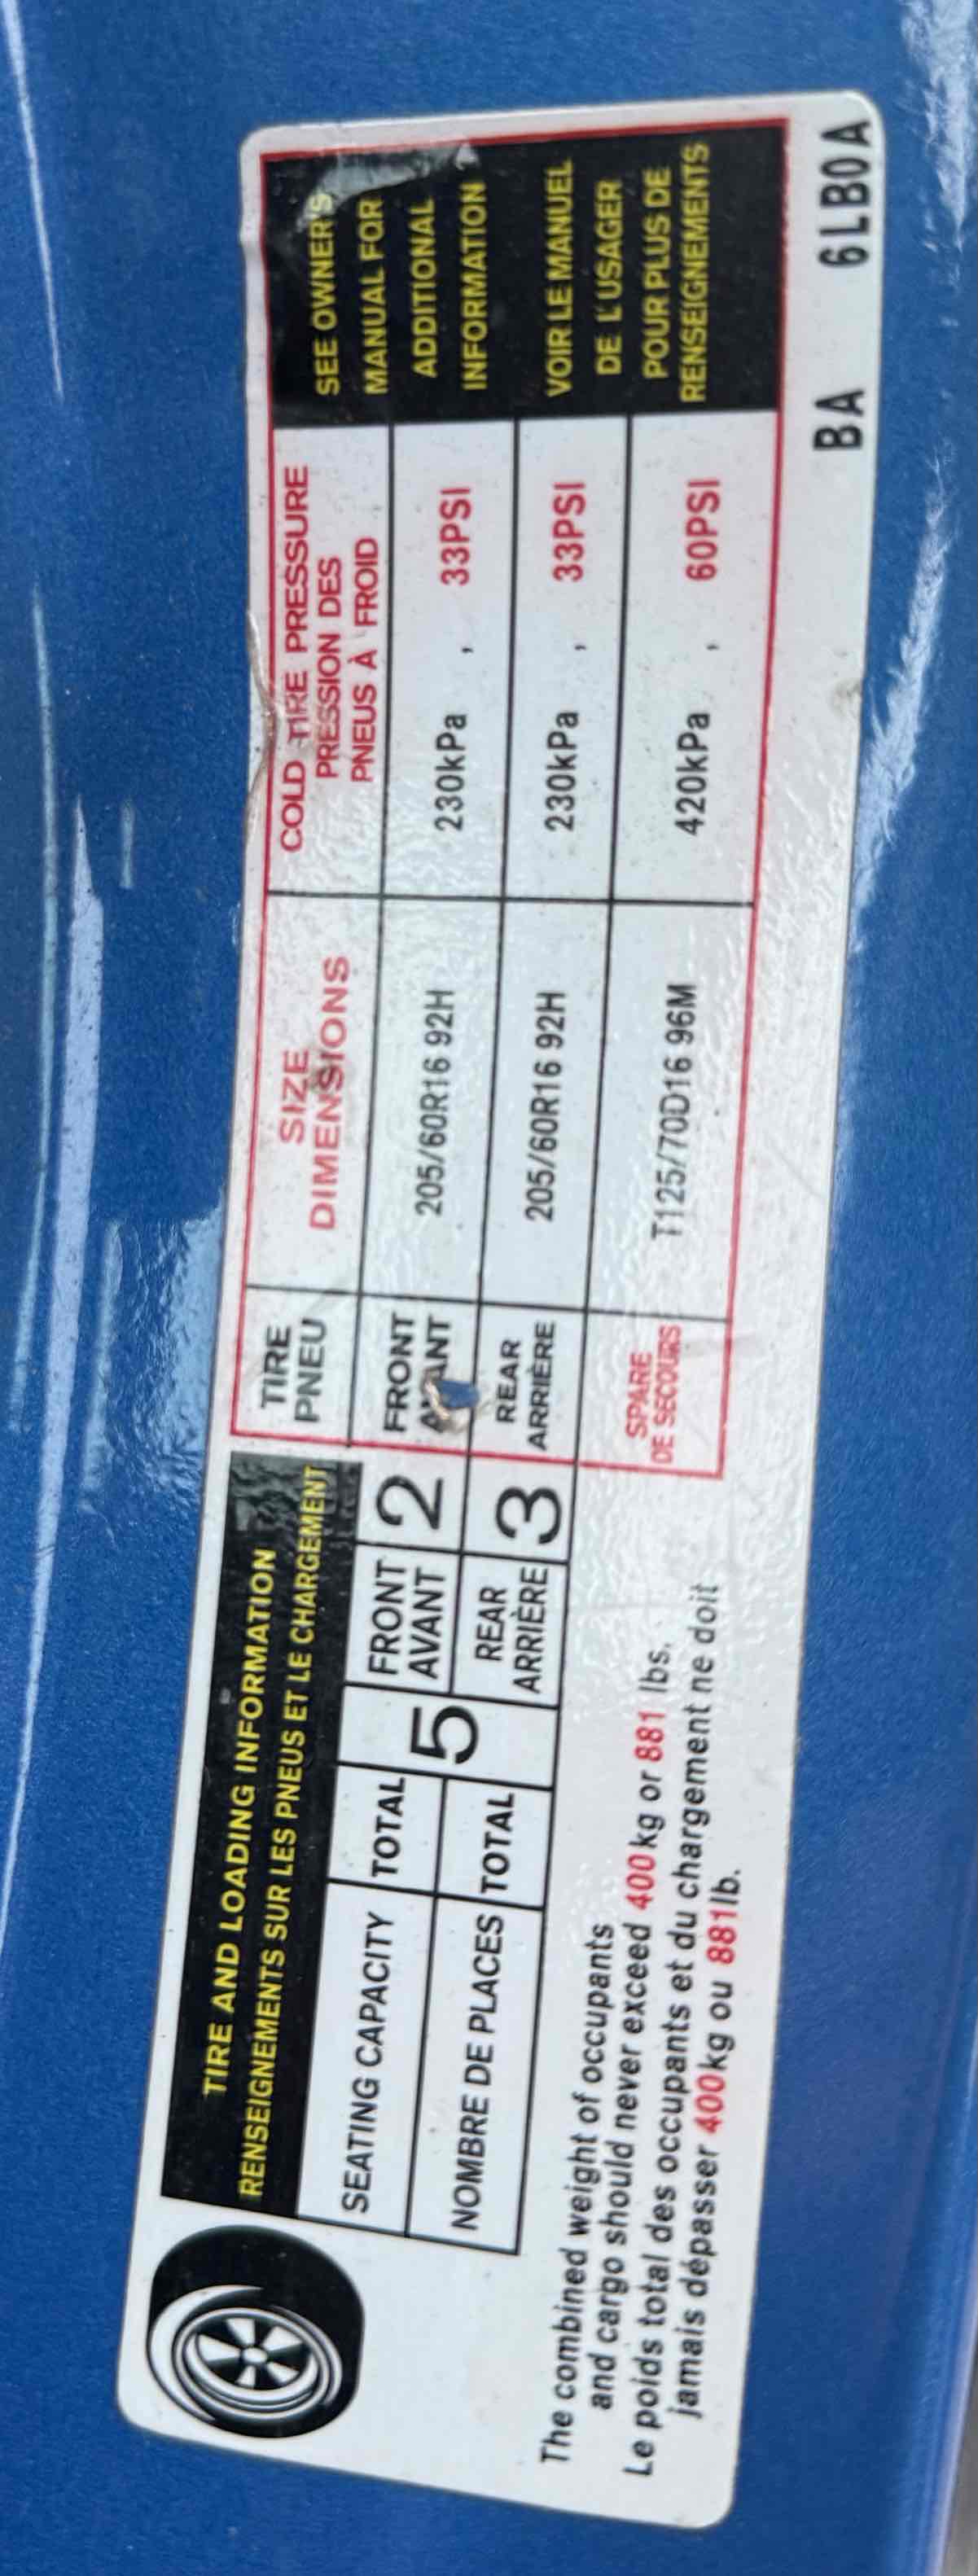 TIRE AND LOADING INFORMATION
RENSEIGNEMENTS SUR LES PNEUS ET LE CHARGEMENT
SEATING CAPACITY
NOMBRE DE PLACES
TOTAL
TOTAL
5
FRONT
AVANT
2
REAR
ARRIÈRE
3
The combined weight of occupants
and cargo should never exceed 400 kg or 881 lbs.
Le poids total des occupants et du chargement ne doit
jamais dépasser 400kg ou 881lb.
TIRE
PNEU
SIZE
DIMENSIONS
COLD TIRE PRESSURE
PRESSION DES
PNEUS À FROID
FRONT
AVANT
205/60R16 92H
230kPa , 33PSI
REAR
ARRIÈRE
205/60R16 92H
230kPa , 33PSI
SPARE
DE SECOURS
T125/70D16 96M
420kPa , 60PSI
SEE OWNER'S
MANUAL FOR
ADDITIONAL
INFORMATION
VOIR LE MANUEL
DE L'USAGER
POUR PLUS DE
RENSEIGNEMENTS
BA 6LB0A